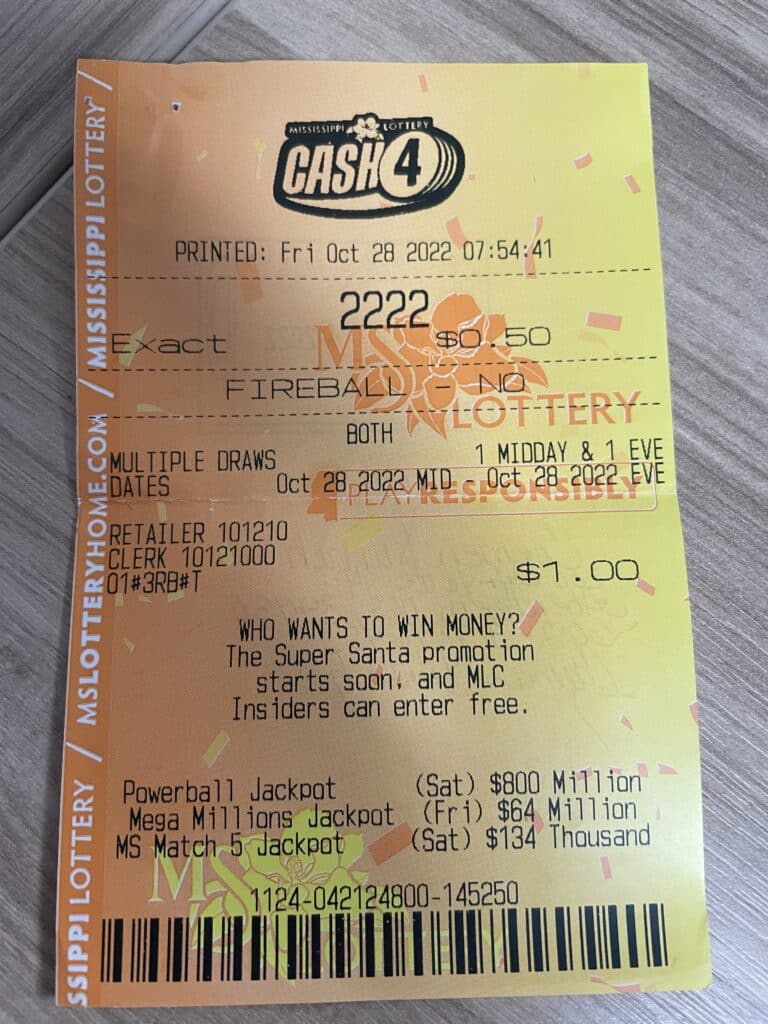 MISSISSIPPI LOTTERY
CASH 4
PRINTED: Fri Oct 28 2022 07:54:41
2222
Exact $0.50
FIREBALL - NO
MS LOTTERY
BOTH
MULTIPLE DRAWS 1 MIDDAY & 1 EVE
DATES Oct 28 2022 MID - Oct 28 2022 EVE
PLAY RESPONSIBLY
RETAILER 101210
CLERK 10121000
01#3RB#T
$1.00
WHO WANTS TO WIN MONEY?
The Super Santa promotion
starts soon, and MLC
Insiders can enter free.
Powerball Jackpot (Sat) $800 Million
Mega Millions Jackpot (Fri) $64 Million
MS Match 5 Jackpot (Sat) $134 Thousand
MS LOTTERY
1124-042124800-145250
SSIPPI LOTTERY / MSLOTTERYHOME.COM / MISSISSIPPI LOTTERY /